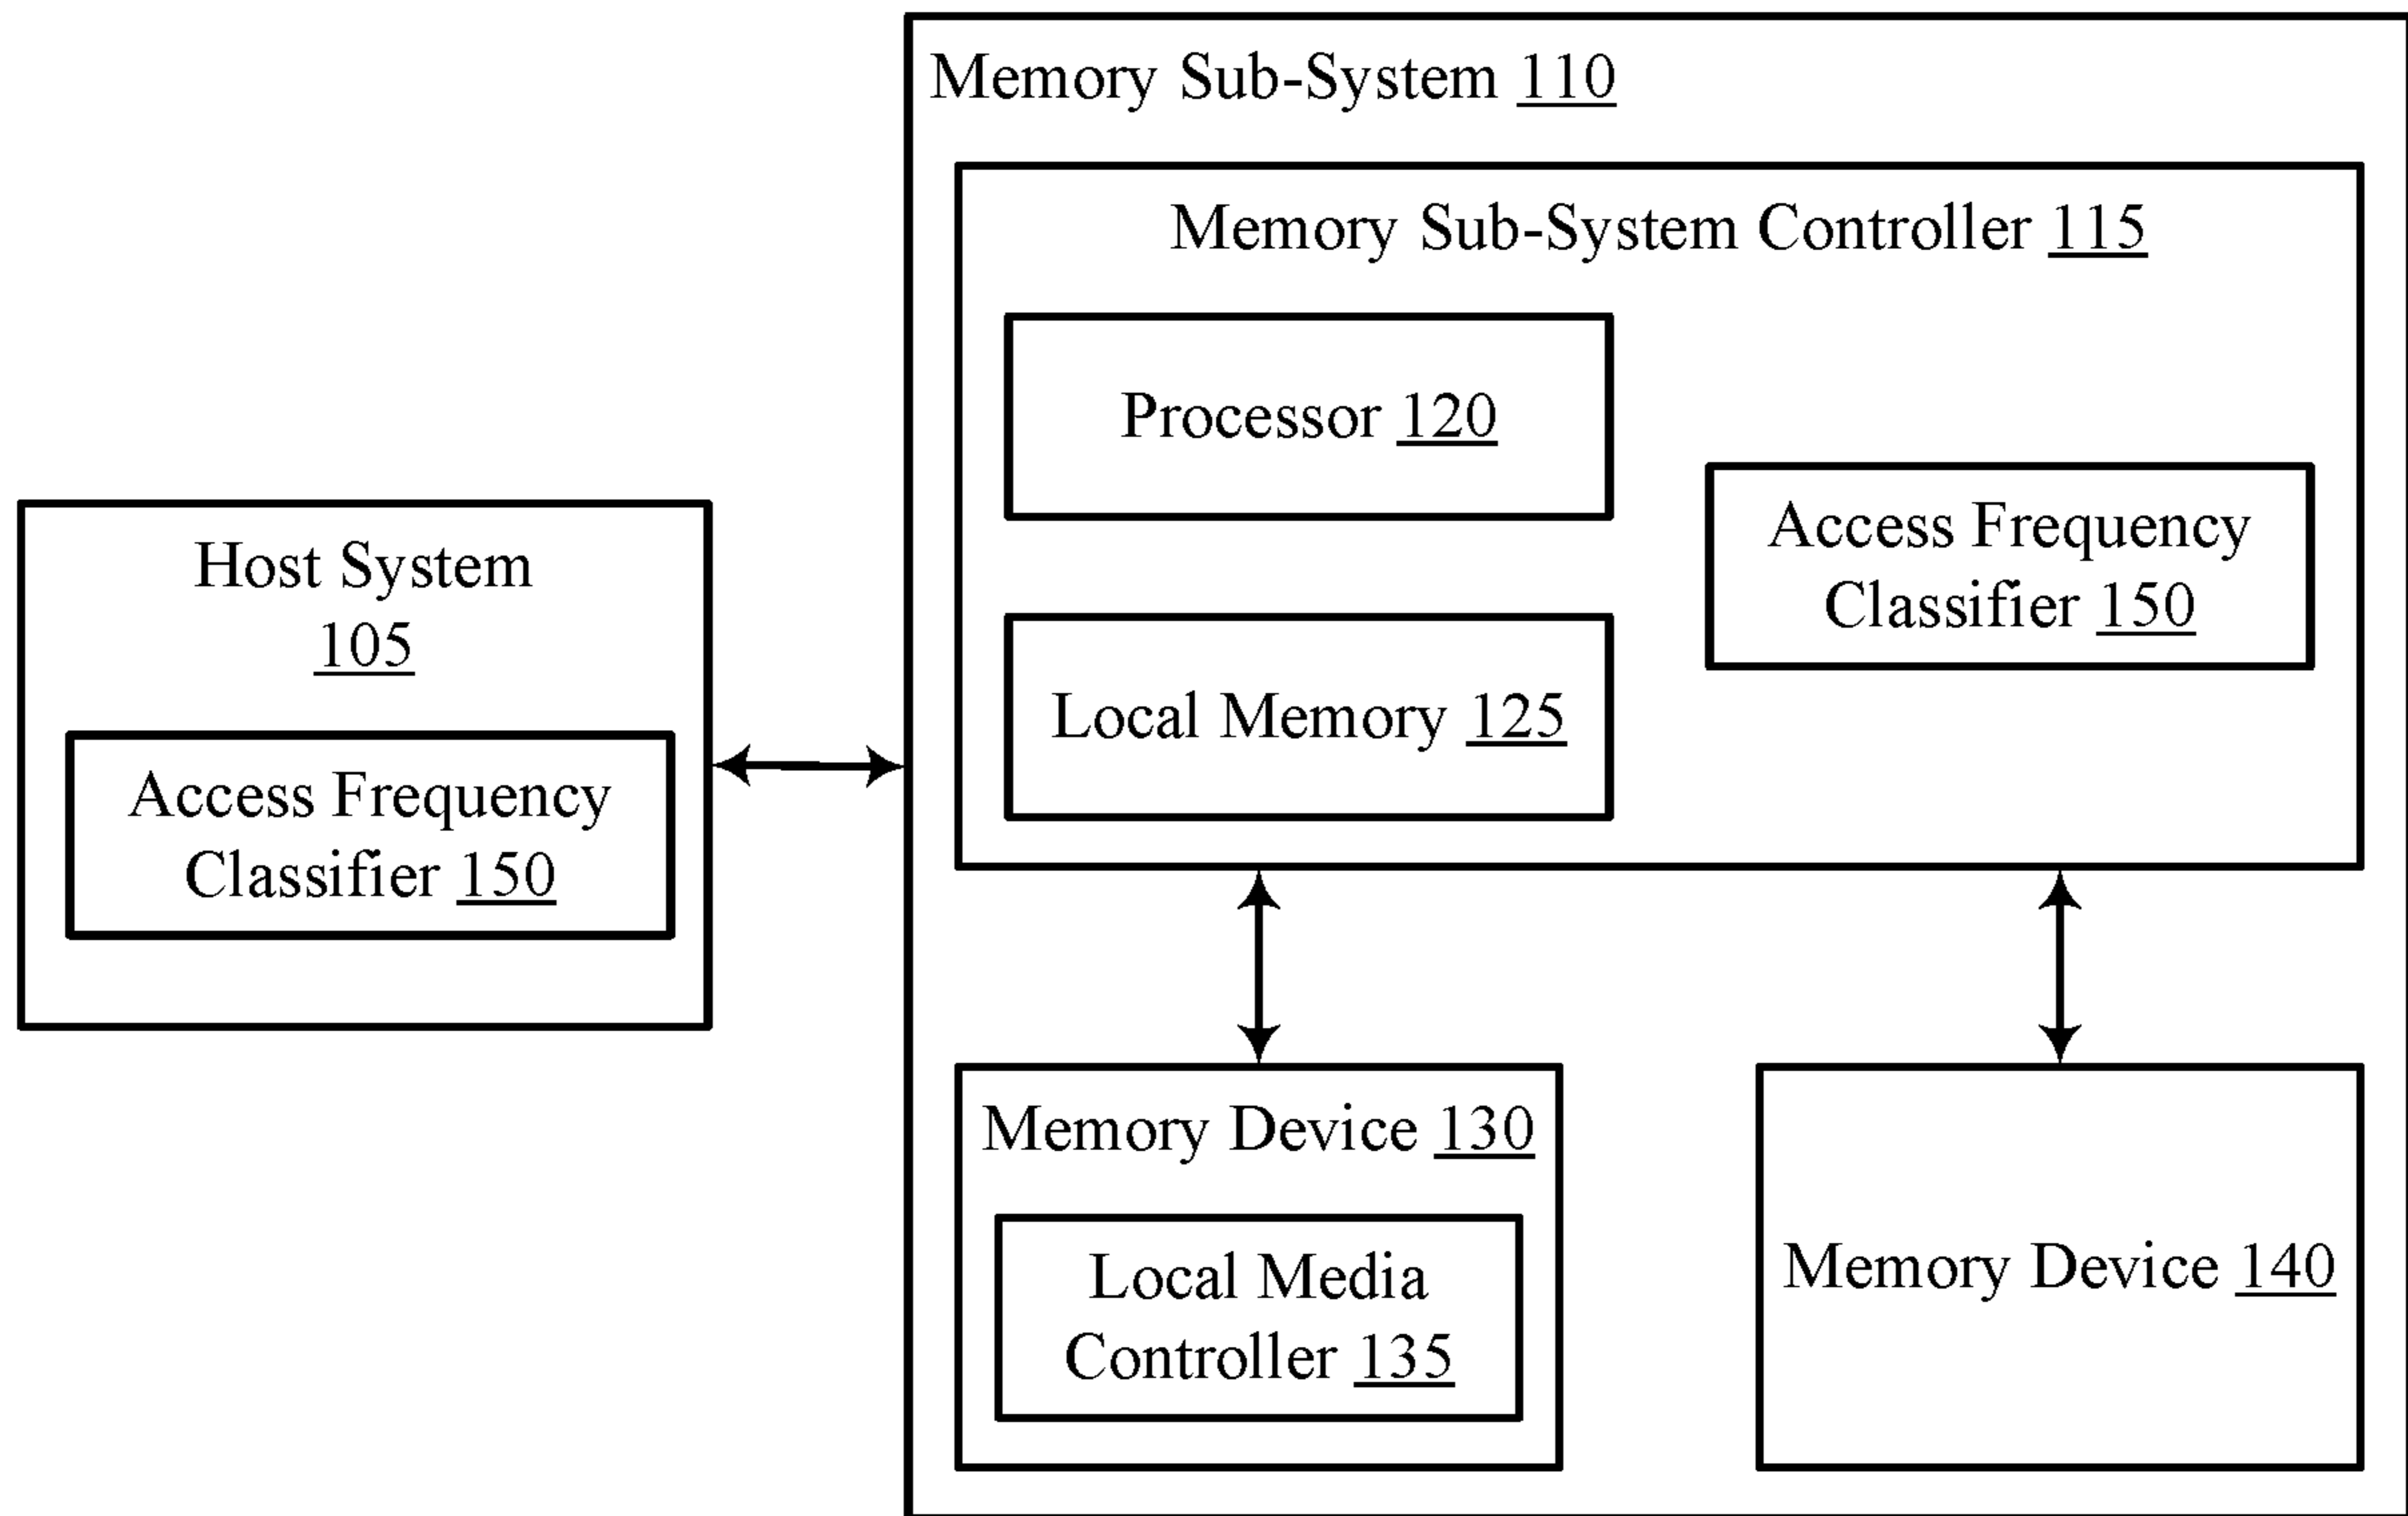 Memory Sub-System 110
Memory Sub-System Controller 115
Processor 120
Access Frequency
Classifier 150
Local Memory 125
Host System
105
Access Frequency
Classifier 150
Memory Device 130
Local Media
Controller 135
Memory Device 140